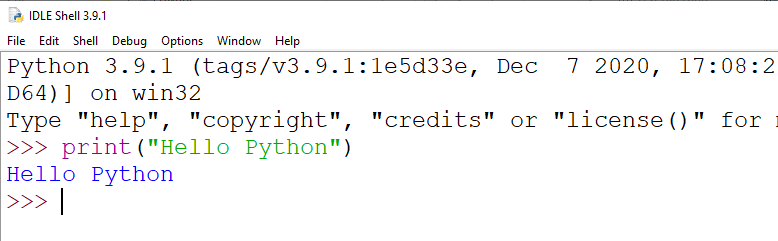 IDLE Shell 3.9.1
File Edit Shell Debug Options Window Help
Python 3.9.1 (tags/v3.9.1:1e5d33e, Dec  7 2020, 17:08:2
D64)] on win32
Type "help", "copyright", "credits" or "license()" for
>>> print("Hello Python")
Hello Python
>>>